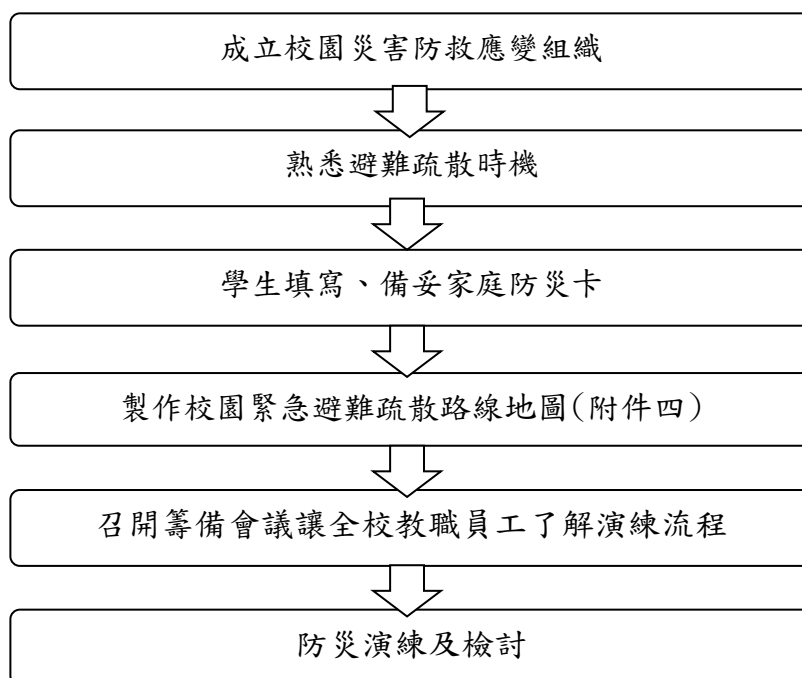 成立校園災害防救應變組織
熟悉避難疏散時機
學生填寫、備妥家庭防災卡
製作校園緊急避難疏散路線地圖(附件四)
召開籌備會議讓全校教職員工了解演練流程
防災演練及檢討